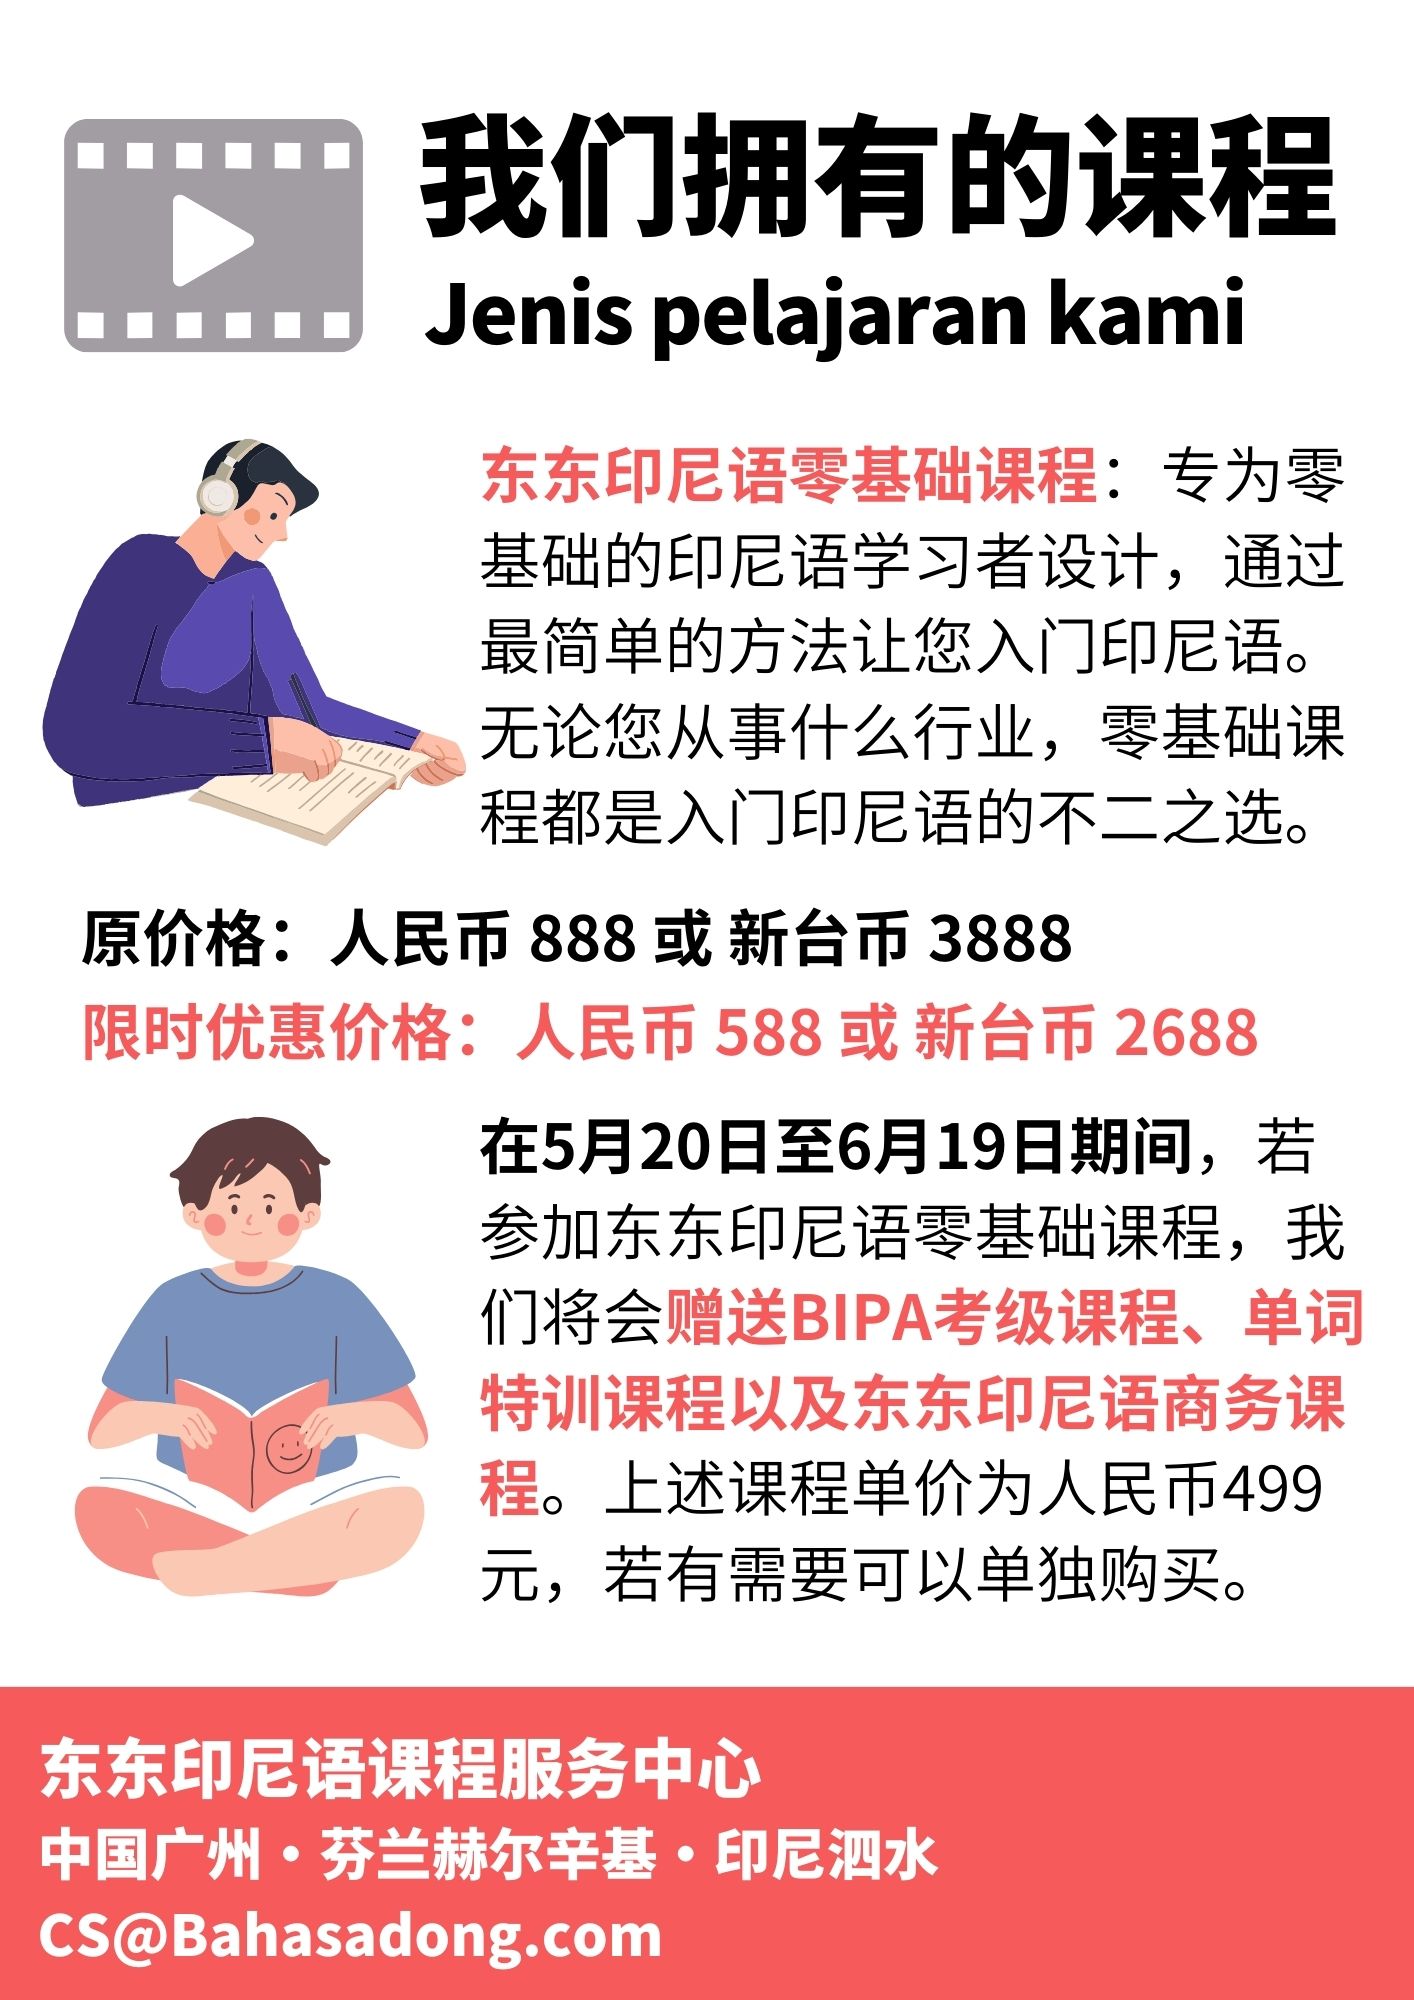 我们拥有的课程
Jenis pelajaran kami
东东印尼语零基础课程：专为零
基础的印尼语学习者设计，通过
最简单的方法让您入门印尼语。
无论您从事什么行业，零基础课
程都是入门印尼语的不二之选。
原价格：人民币 888 或 新台币 3888
限时优惠价格：人民币 588 或 新台币 2688
在5月20日至6月19日期间，若
参加东东印尼语零基础课程，我
们将会赠送BIPA考级课程、单词
特训课程以及东东印尼语商务课
程。上述课程单价为人民币499
元，若有需要可以单独购买。
东东印尼语课程服务中心
中国广州·芬兰赫尔辛基·印尼泗水
CS@Bahasadong.com